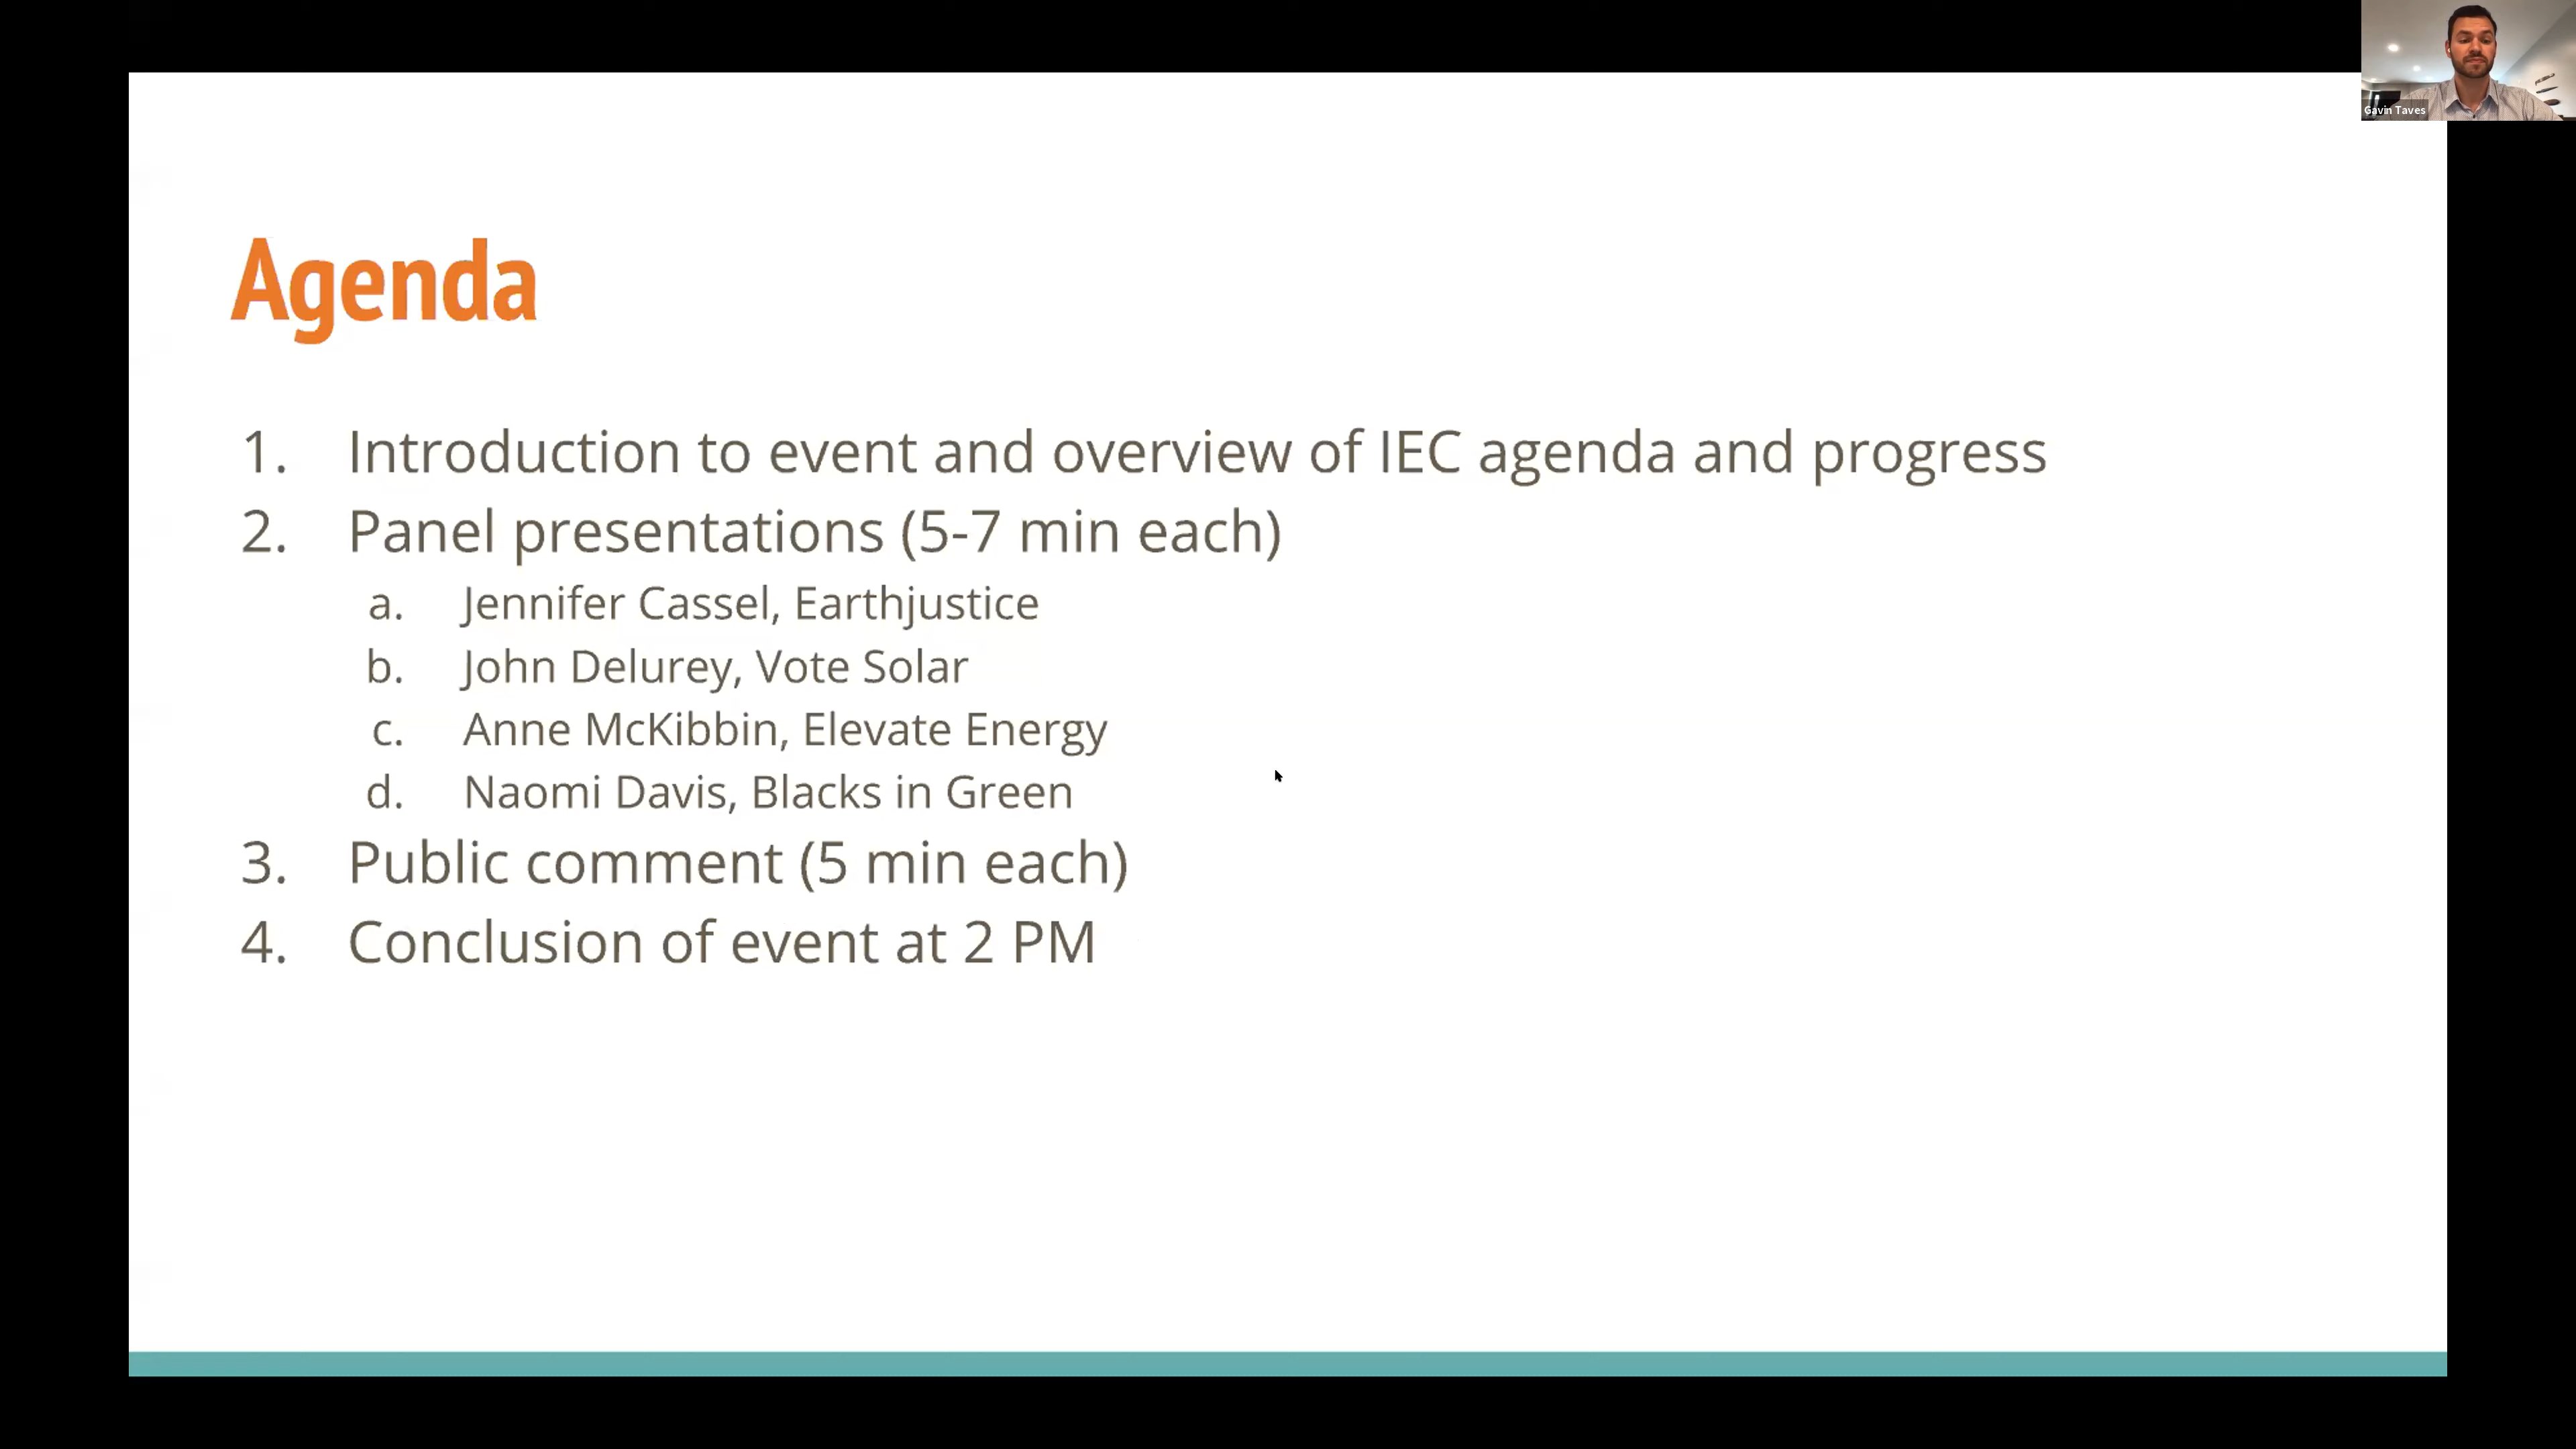 Gavin Taves
Agenda
1. Introduction to event and overview of IEC agenda and progress
2. Panel presentations (5-7 min each)
a. Jennifer Cassel, Earthjustice
b. John Delurey, Vote Solar
c. Anne McKibbin, Elevate Energy
d. Naomi Davis, Blacks in Green
3. Public comment (5 min each)
4. Conclusion of event at 2 PM